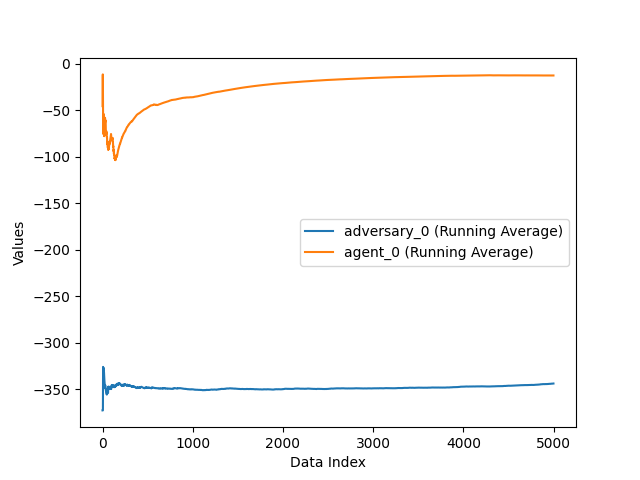 0
−50
−100
−150
−200
−250
−300
−350
Values
adversary_0 (Running Average)
agent_0 (Running Average)
0 1000 2000 3000 4000 5000
Data Index